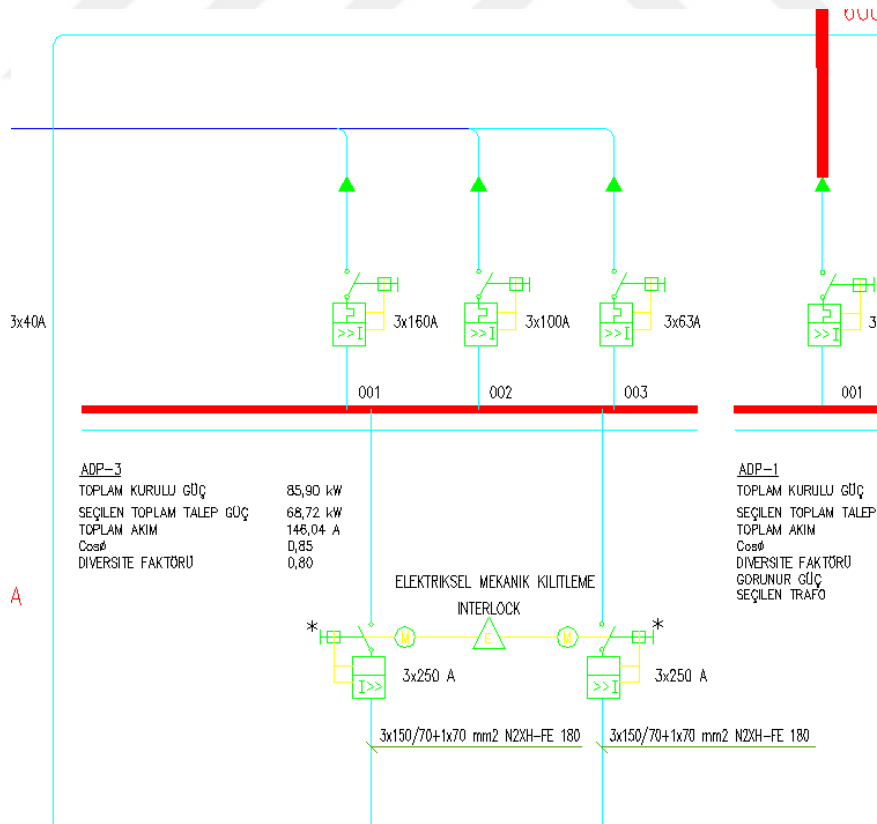 3x40A
3x160A
3x100A
3x63A
001
002
003
001
ADP-3
TOPLAM KURULU GÜÇ 85,90 kW
SEÇİLEN TOPLAM TALEP GÜÇ 68,72 kW
TOPLAM AKIM 146,04 A
Cosø 0,85
DIVERSITE FAKTÖRÜ 0,80
ADP-1
TOPLAM KURULU GÜÇ
SEÇİLEN TOPLAM TALEP
TOPLAM AKIM
Cosø
DIVERSITE FAKTÖRÜ
GORUNUR GÜÇ
SEÇİLEN TRAFO
A
ELEKTRIKSEL MEKANIK KILITLEME
INTERLOCK
* M E M *
>>I
>>I
>>I
>>I
I>>
3x250 A
>>I
3x250 A
3x150/70+1x70 mm2 N2XH-FE 180
3x150/70+1x70 mm2 N2XH-FE 180